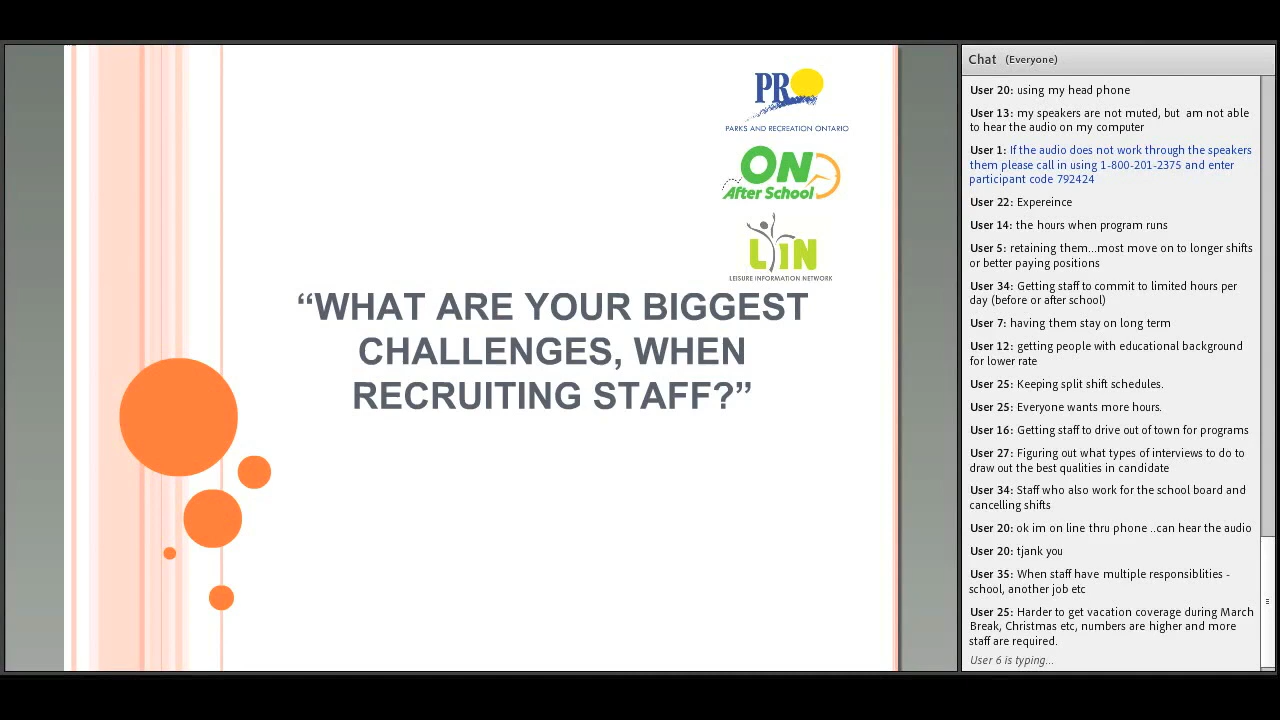 PRO
PARKS AND RECREATION ONTARIO
ON
After School
LIN
LEISURE INFORMATION NETWORK
“WHAT ARE YOUR BIGGEST
CHALLENGES, WHEN
RECRUITING STAFF?”
Chat (Everyone)
User 20: using my head phone
User 13: my speakers are not muted, but am not able
to hear the audio on my computer
User 1: If the audio does not work through the speakers
them please call in using 1-800-201-2375 and enter
participant code 792424
User 22: Expereince
User 14: the hours when program runs
User 5: retaining them...most move on to longer shifts
or better paying positions
User 34: Getting staff to commit to limited hours per
day (before or after school)
User 7: having them stay on long term
User 12: getting people with educational background
for lower rate
User 25: Keeping split shift schedules.
User 25: Everyone wants more hours.
User 16: Getting staff to drive out of town for programs
User 27: Figuring out what types of interviews to do to
draw out the best qualities in candidate
User 34: Staff who also work for the school board and
cancelling shifts
User 20: ok im on line thru phone ..can hear the audio
User 20: tjank you
User 35: When staff have multiple responsiblities -
school, another job etc
User 25: Harder to get vacation coverage during March
Break, Christmas etc, numbers are higher and more
staff are required.
User 6 is typing...